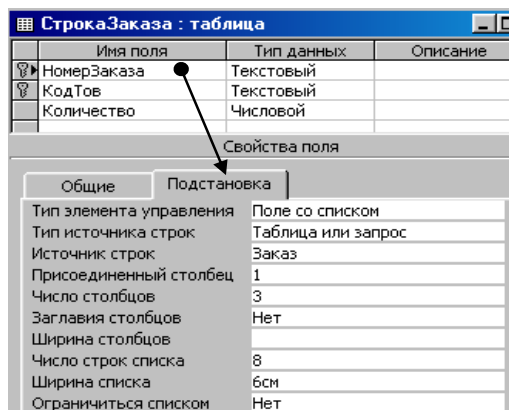 СтрокаЗаказа : таблица
Имя поля Тип данных Описание
НомерЗаказа Текстовый
КодТов Текстовый
Количество Числовой
Свойства поля
Общие Подстановка
Тип элемента управления Поле со списком
Тип источника строк Таблица или запрос
Источник строк Заказ
Присоединенный столбец 1
Число столбцов 3
Заглавия столбцов Нет
Ширина столбцов
Число строк списка 8
Ширина списка 6см
Ограничиться списком Нет